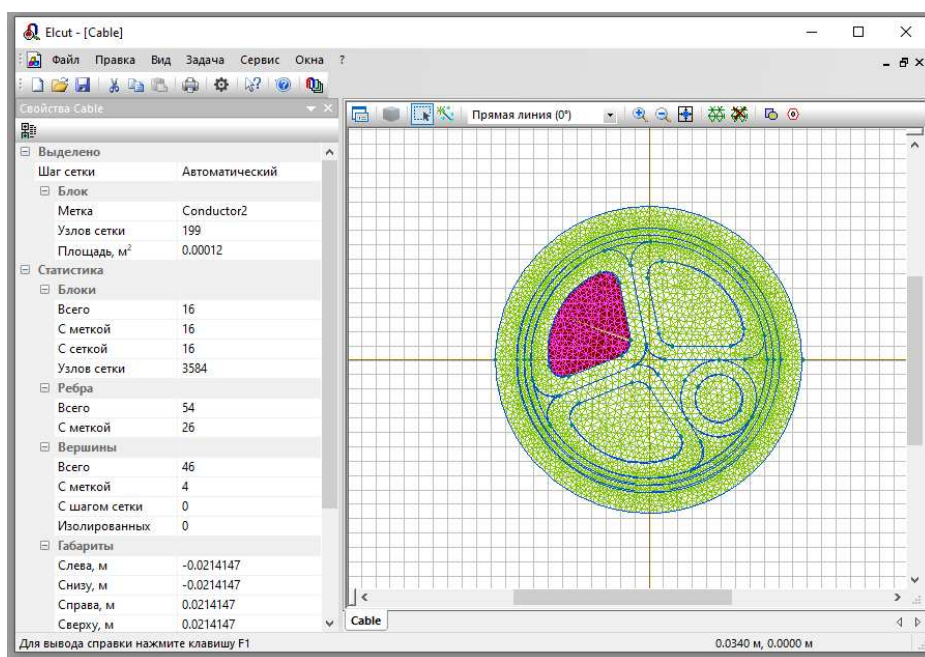 Elcut - [Cable]
Файл Правка Вид Задача Сервис Окна ?
Свойства Cable
Прямая линия (0°)
Выделено
Шаг сетки Автоматический
Блок
Метка Conductor2
Узлов сетки 199
Площадь, м² 0.00012
Статистика
Блоки
Всего 16
С меткой 16
С сеткой 16
Узлов сетки 3584
Ребра
Всего 54
С меткой 26
Вершины
Всего 46
С меткой 4
С шагом сетки 0
Изолированных 0
Габариты
Слева, м -0.0214147
Снизу, м -0.0214147
Справа, м 0.0214147
Сверху, м 0.0214147
Cable
Для вывода справки нажмите клавишу F1 0.0340 м, 0.0000 м